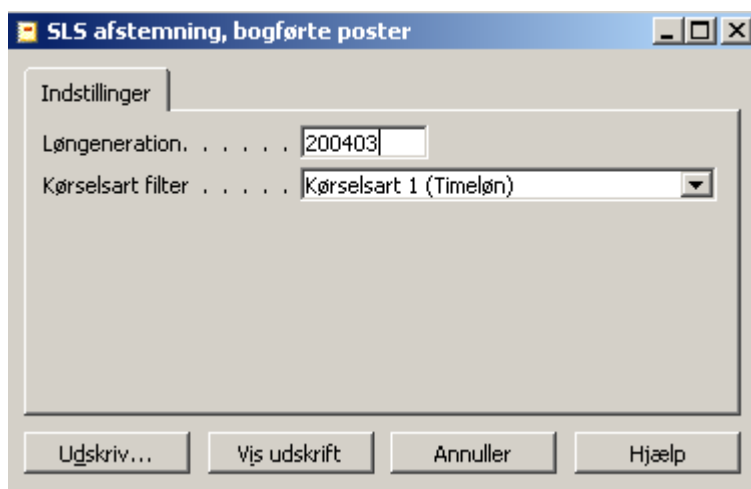 SLS afstemning, bogførte poster
Indstillinger
Løngeneration. . . . . . 200403
Kørselsart filter . . . . . Kørselsart 1 (Timeløn)
Udskriv... Vis udskrift Annuller Hjælp